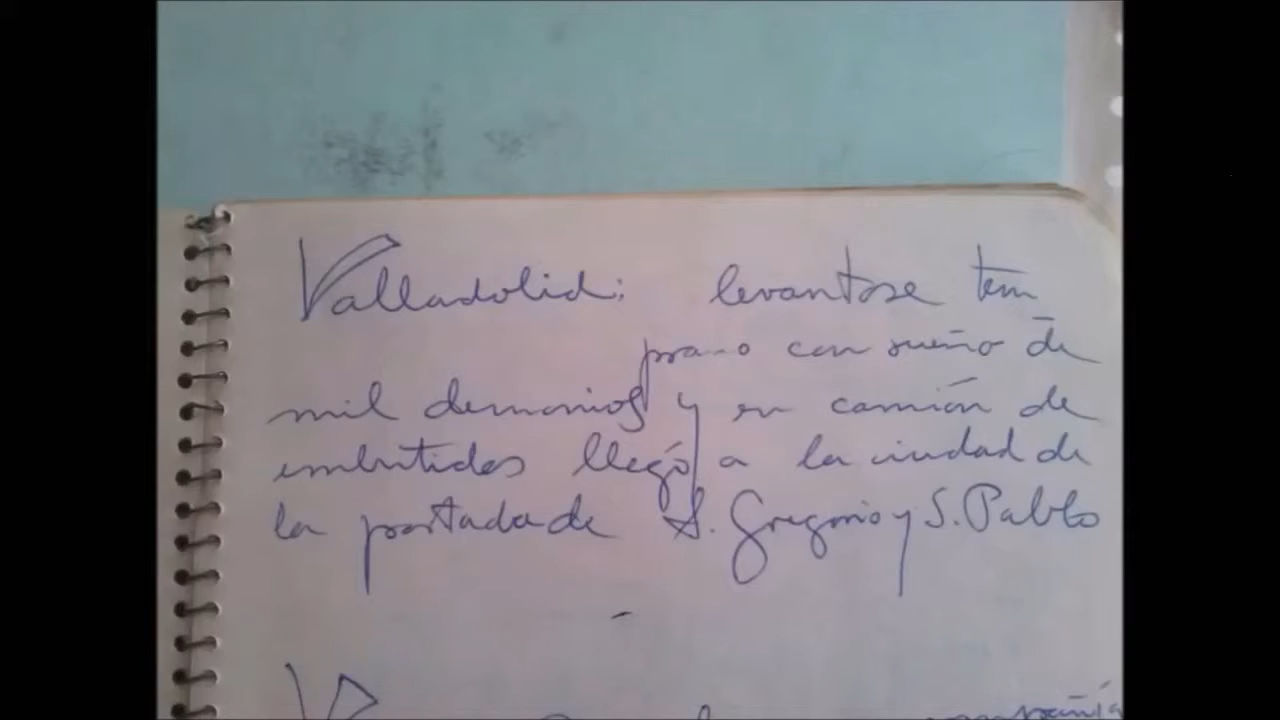 Valladolid: levantose tem
prano con sueño de
mil demonios y en camión de
embutidos llegó a la ciudad de
la portada de S. Gregorio y S. Pablo